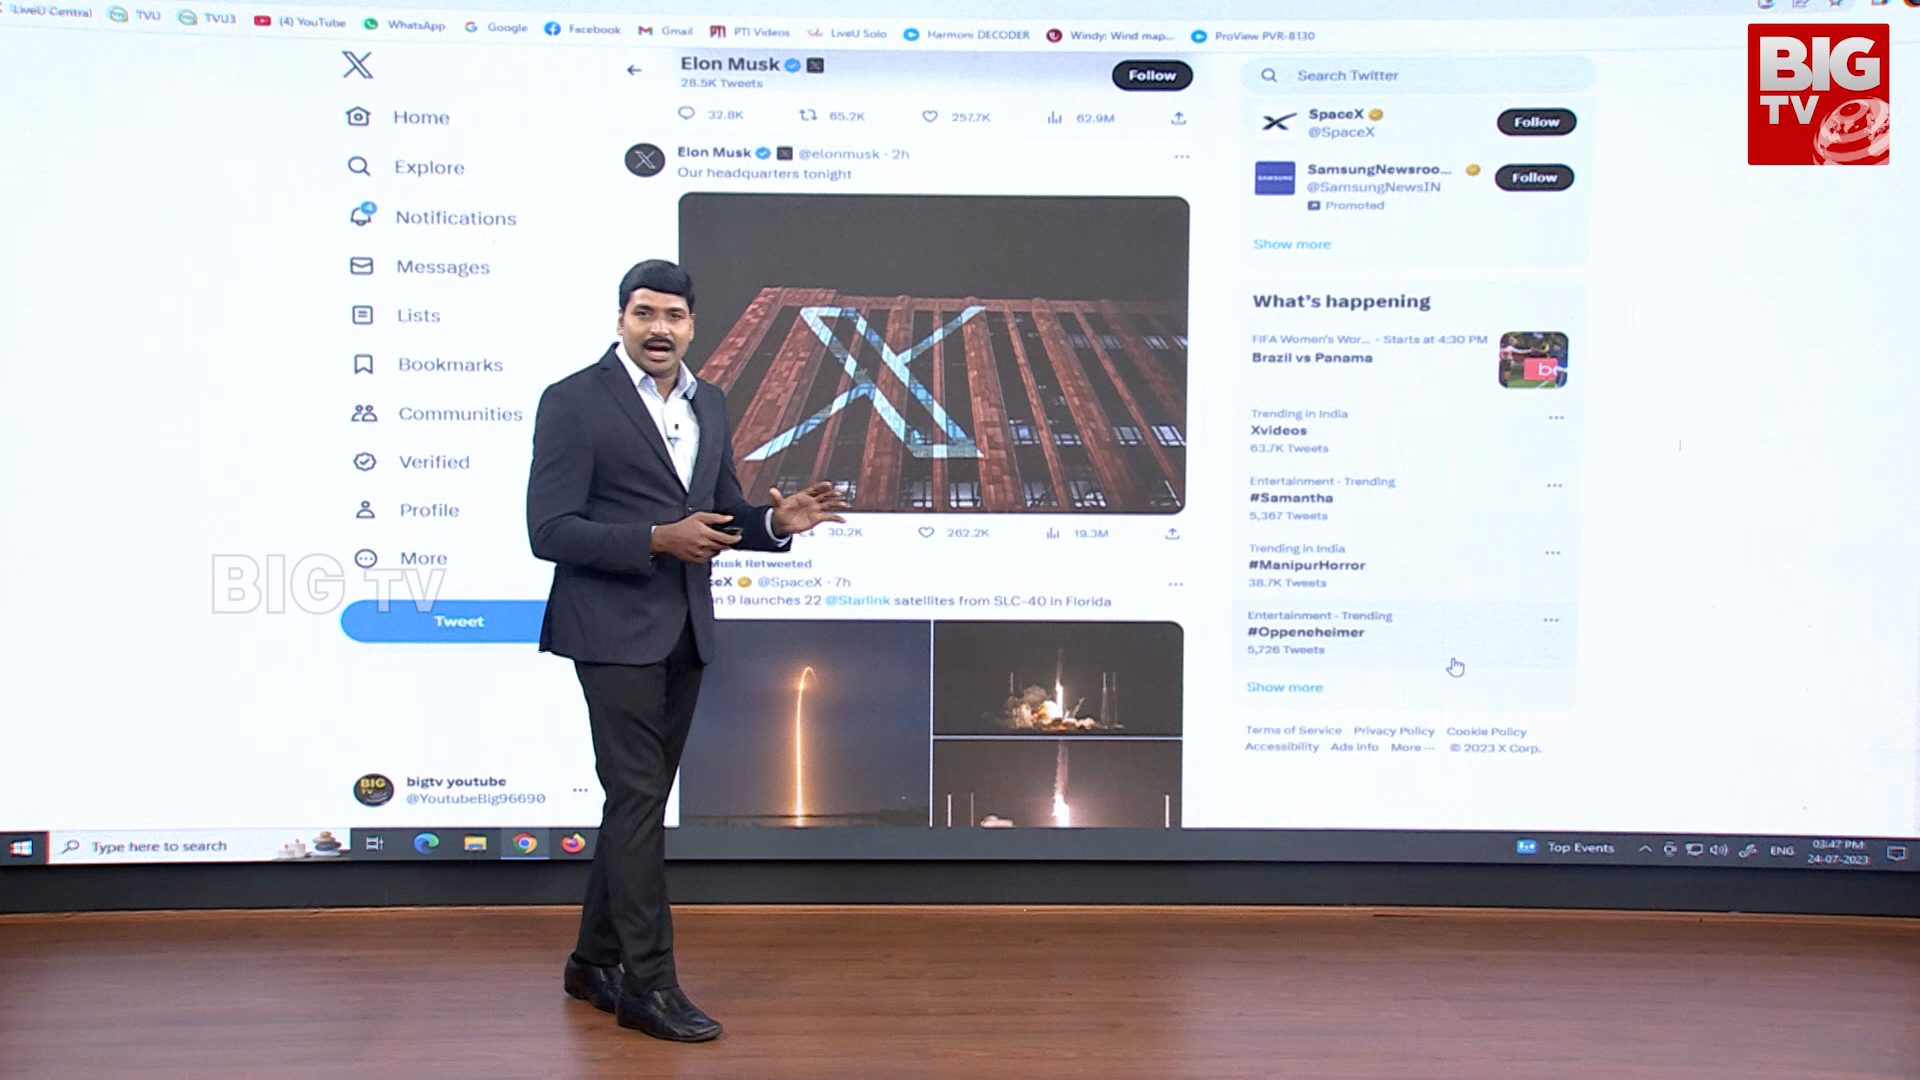 LiveU Central
TVU
TVU3
(4) YouTube
WhatsApp
Google
Facebook
Gmail
PTI Videos
LiveU Solo
Harmoni DECODER
Windy: Wind map...
ProView PVR-8130
BIG
TV
Elon Musk
28.5K Tweets
Follow
Search Twitter
32.8K
65.2K
257.7K
62.9M
Home
Explore
Notifications
4
Messages
Lists
Bookmarks
Communities
Verified
Profile
More
BIG TV
Tweet
bigtv youtube
@YoutubeBig96690
BIG
TV
Elon Musk @elonmusk · 2h
Our headquarters tonight
30.2K
262.2K
19.3M
Musk Retweeted
eX @SpaceX · 7h
n 9 launches 22 @Starlink satellites from SLC-40 in Florida
SpaceX
@SpaceX
Follow
SAMSUNG
SamsungNewsroo...
@SamsungNewsIN
Promoted
Follow
Show more
What's happening
FIFA Women's Wor... · Starts at 4:30 PM
Brazil vs Panama
Trending in India
Xvideos
63.7K Tweets
Entertainment · Trending
#Samantha
5,367 Tweets
Trending in India
#ManipurHorror
38.7K Tweets
Entertainment · Trending
#Oppeneheimer
5,726 Tweets
Show more
Terms of Service Privacy Policy Cookie Policy
Accessibility Ads info More ... © 2023 X Corp.
Type here to search
Top Events
ENG
03:47 PM
24-07-2023